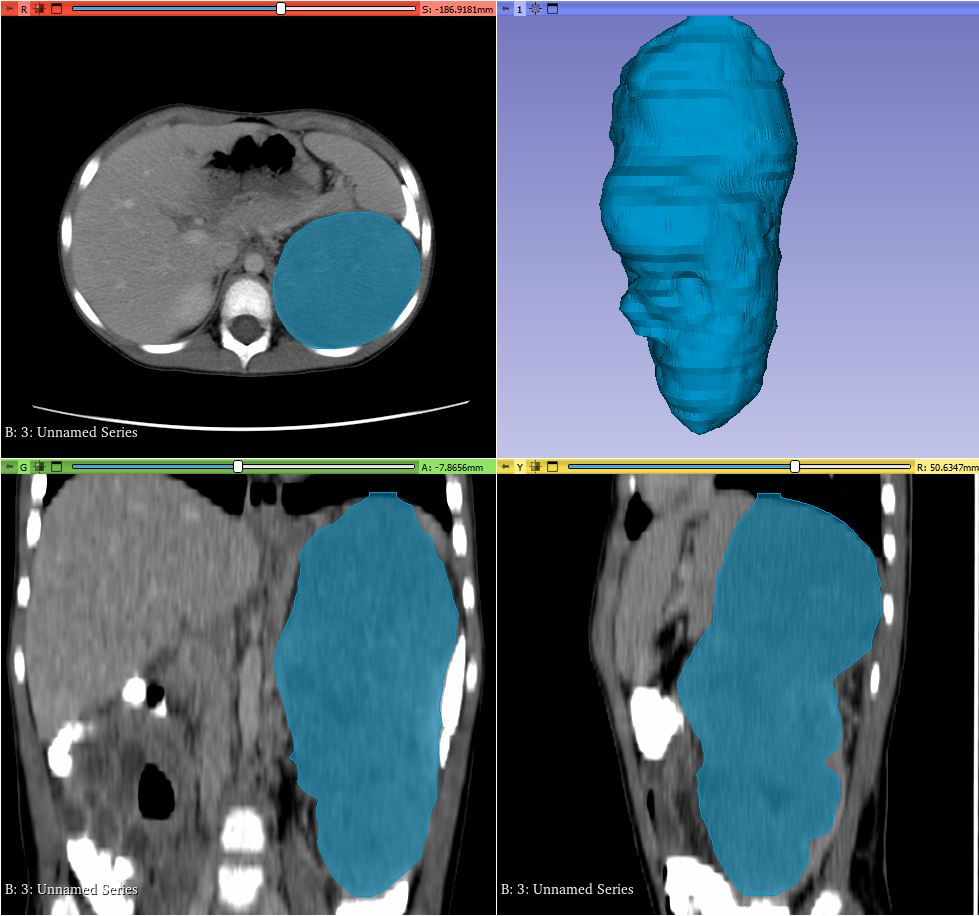 R
S: -186.9181mm
1
B: 3: Unnamed Series
G
A: -7.8656mm
Y
R: 50.6347mm
B: 3: Unnamed Series
B: 3: Unnamed Series